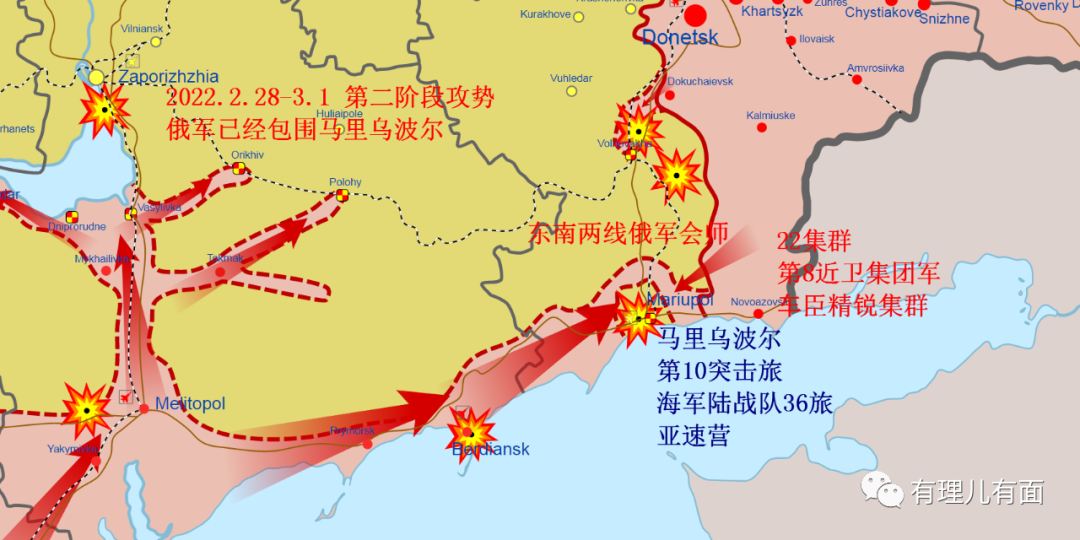 Vilniansk
Kurakhove
Donetsk
Khartsyzk
Zuhres
Chystiakove
Snizhne
Rovenky
Zaporizhzhia
Vuhledar
Dokuchaievsk
Ilovaisk
Amvrosiivka
2022.2.28-3.1 第二阶段攻势
Huliaipole
俄军已经包围马里乌波尔
Kalmiuske
Orikhiv
Polohy
Vasylivka
Dniprorudne
东南两线俄军会师
22集群
Mykhailivka
Tokmak
第8近卫集团军
Mariupol
Novoazovsk
车臣精锐集群
马里乌波尔
第10突击旅
海军陆战队36旅
亚速营
Melitopol
Prymorsk
Berdiansk
有理儿有面